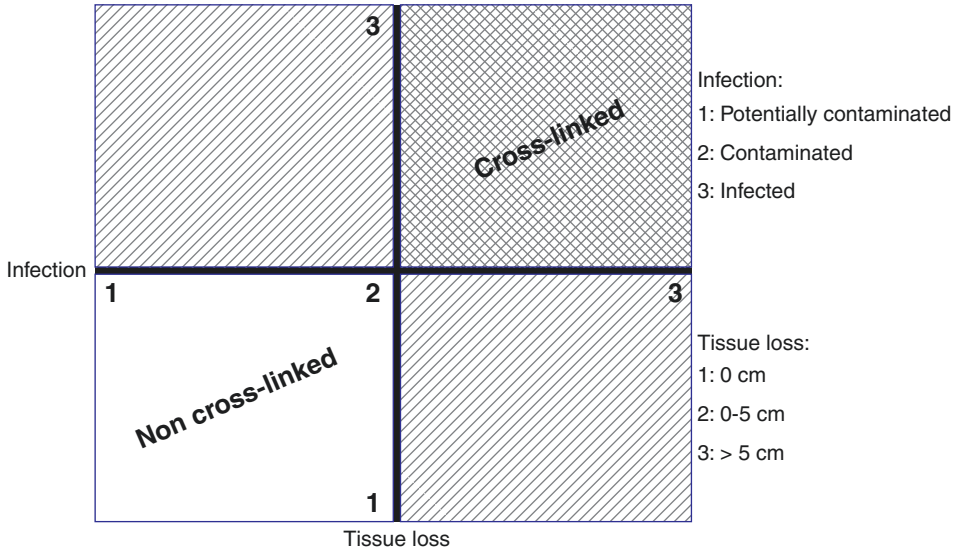 3
Cross-linked
Infection:
1: Potentially contaminated
2: Contaminated
3: Infected
Infection
1
2
3
Non cross-linked
1
Tissue loss:
1: 0 cm
2: 0-5 cm
3: > 5 cm
Tissue loss